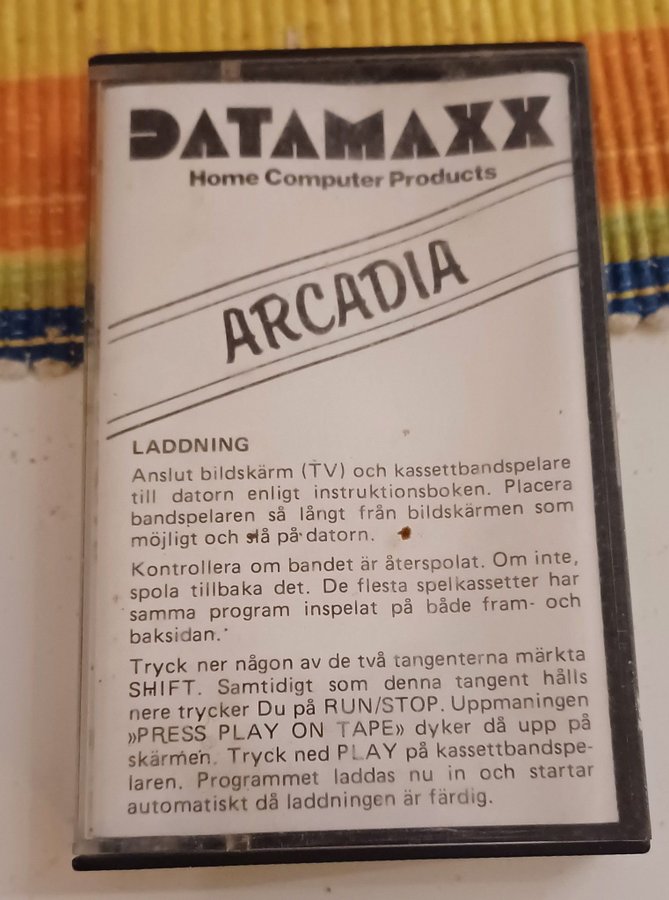 DATAMAXX
Home Computer Products
ARCADIA
LADDNING
Anslut bildskärm (TV) och kassettbandspelare
till datorn enligt instruktionsboken. Placera
bandspelaren så långt från bildskärmen som
möjligt och slå på datorn.
Kontrollera om bandet är återspolat. Om inte,
spola tillbaka det. De flesta spelkassetter har
samma program inspelat på både fram- och
baksidan.
Tryck ner någon av de två tangenterna märkta
SHIFT. Samtidigt som denna tangent hålls
nere trycker Du på RUN/STOP. Uppmaningen
»PRESS PLAY ON TAPE» dyker då upp på
skärmen. Tryck ned PLAY på kassettbandspe-
laren. Programmet laddas nu in och startar
automatiskt då laddningen är färdig.